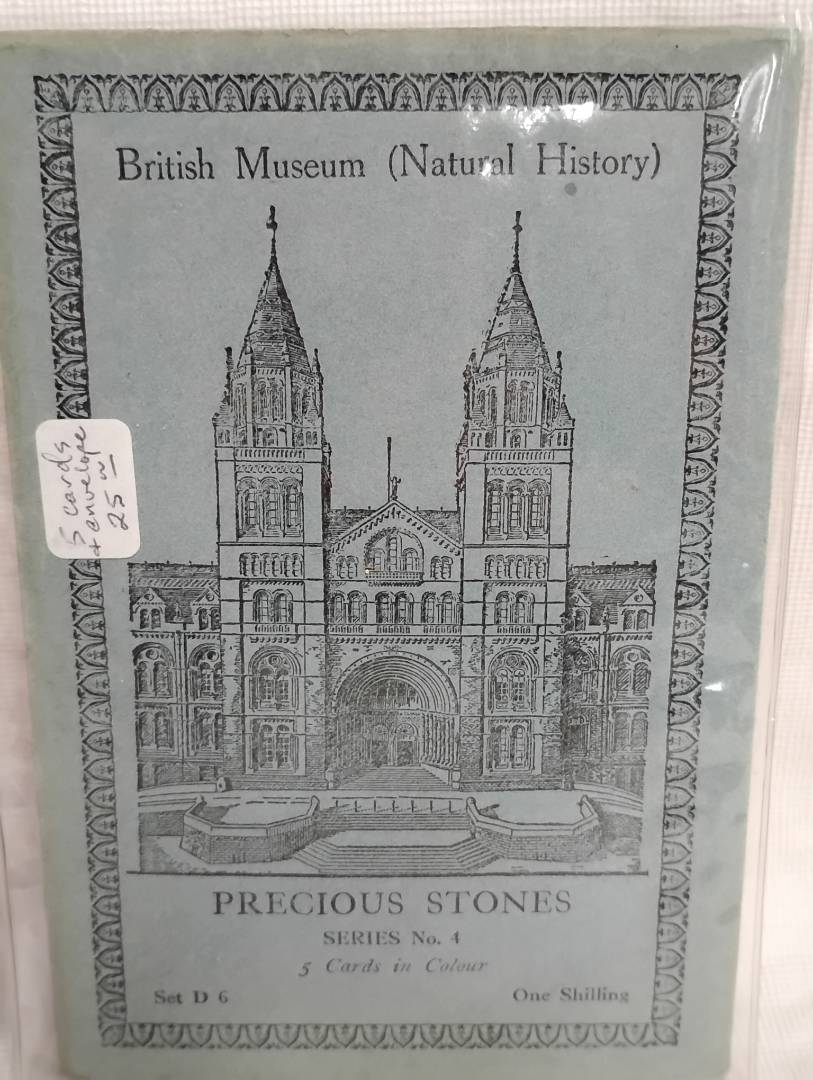 British Museum (Natural History)
5 cards
+ envelope
25—
PRECIOUS STONES
SERIES No. 4
5 Cards in Colour
Set D 6
One Shilling